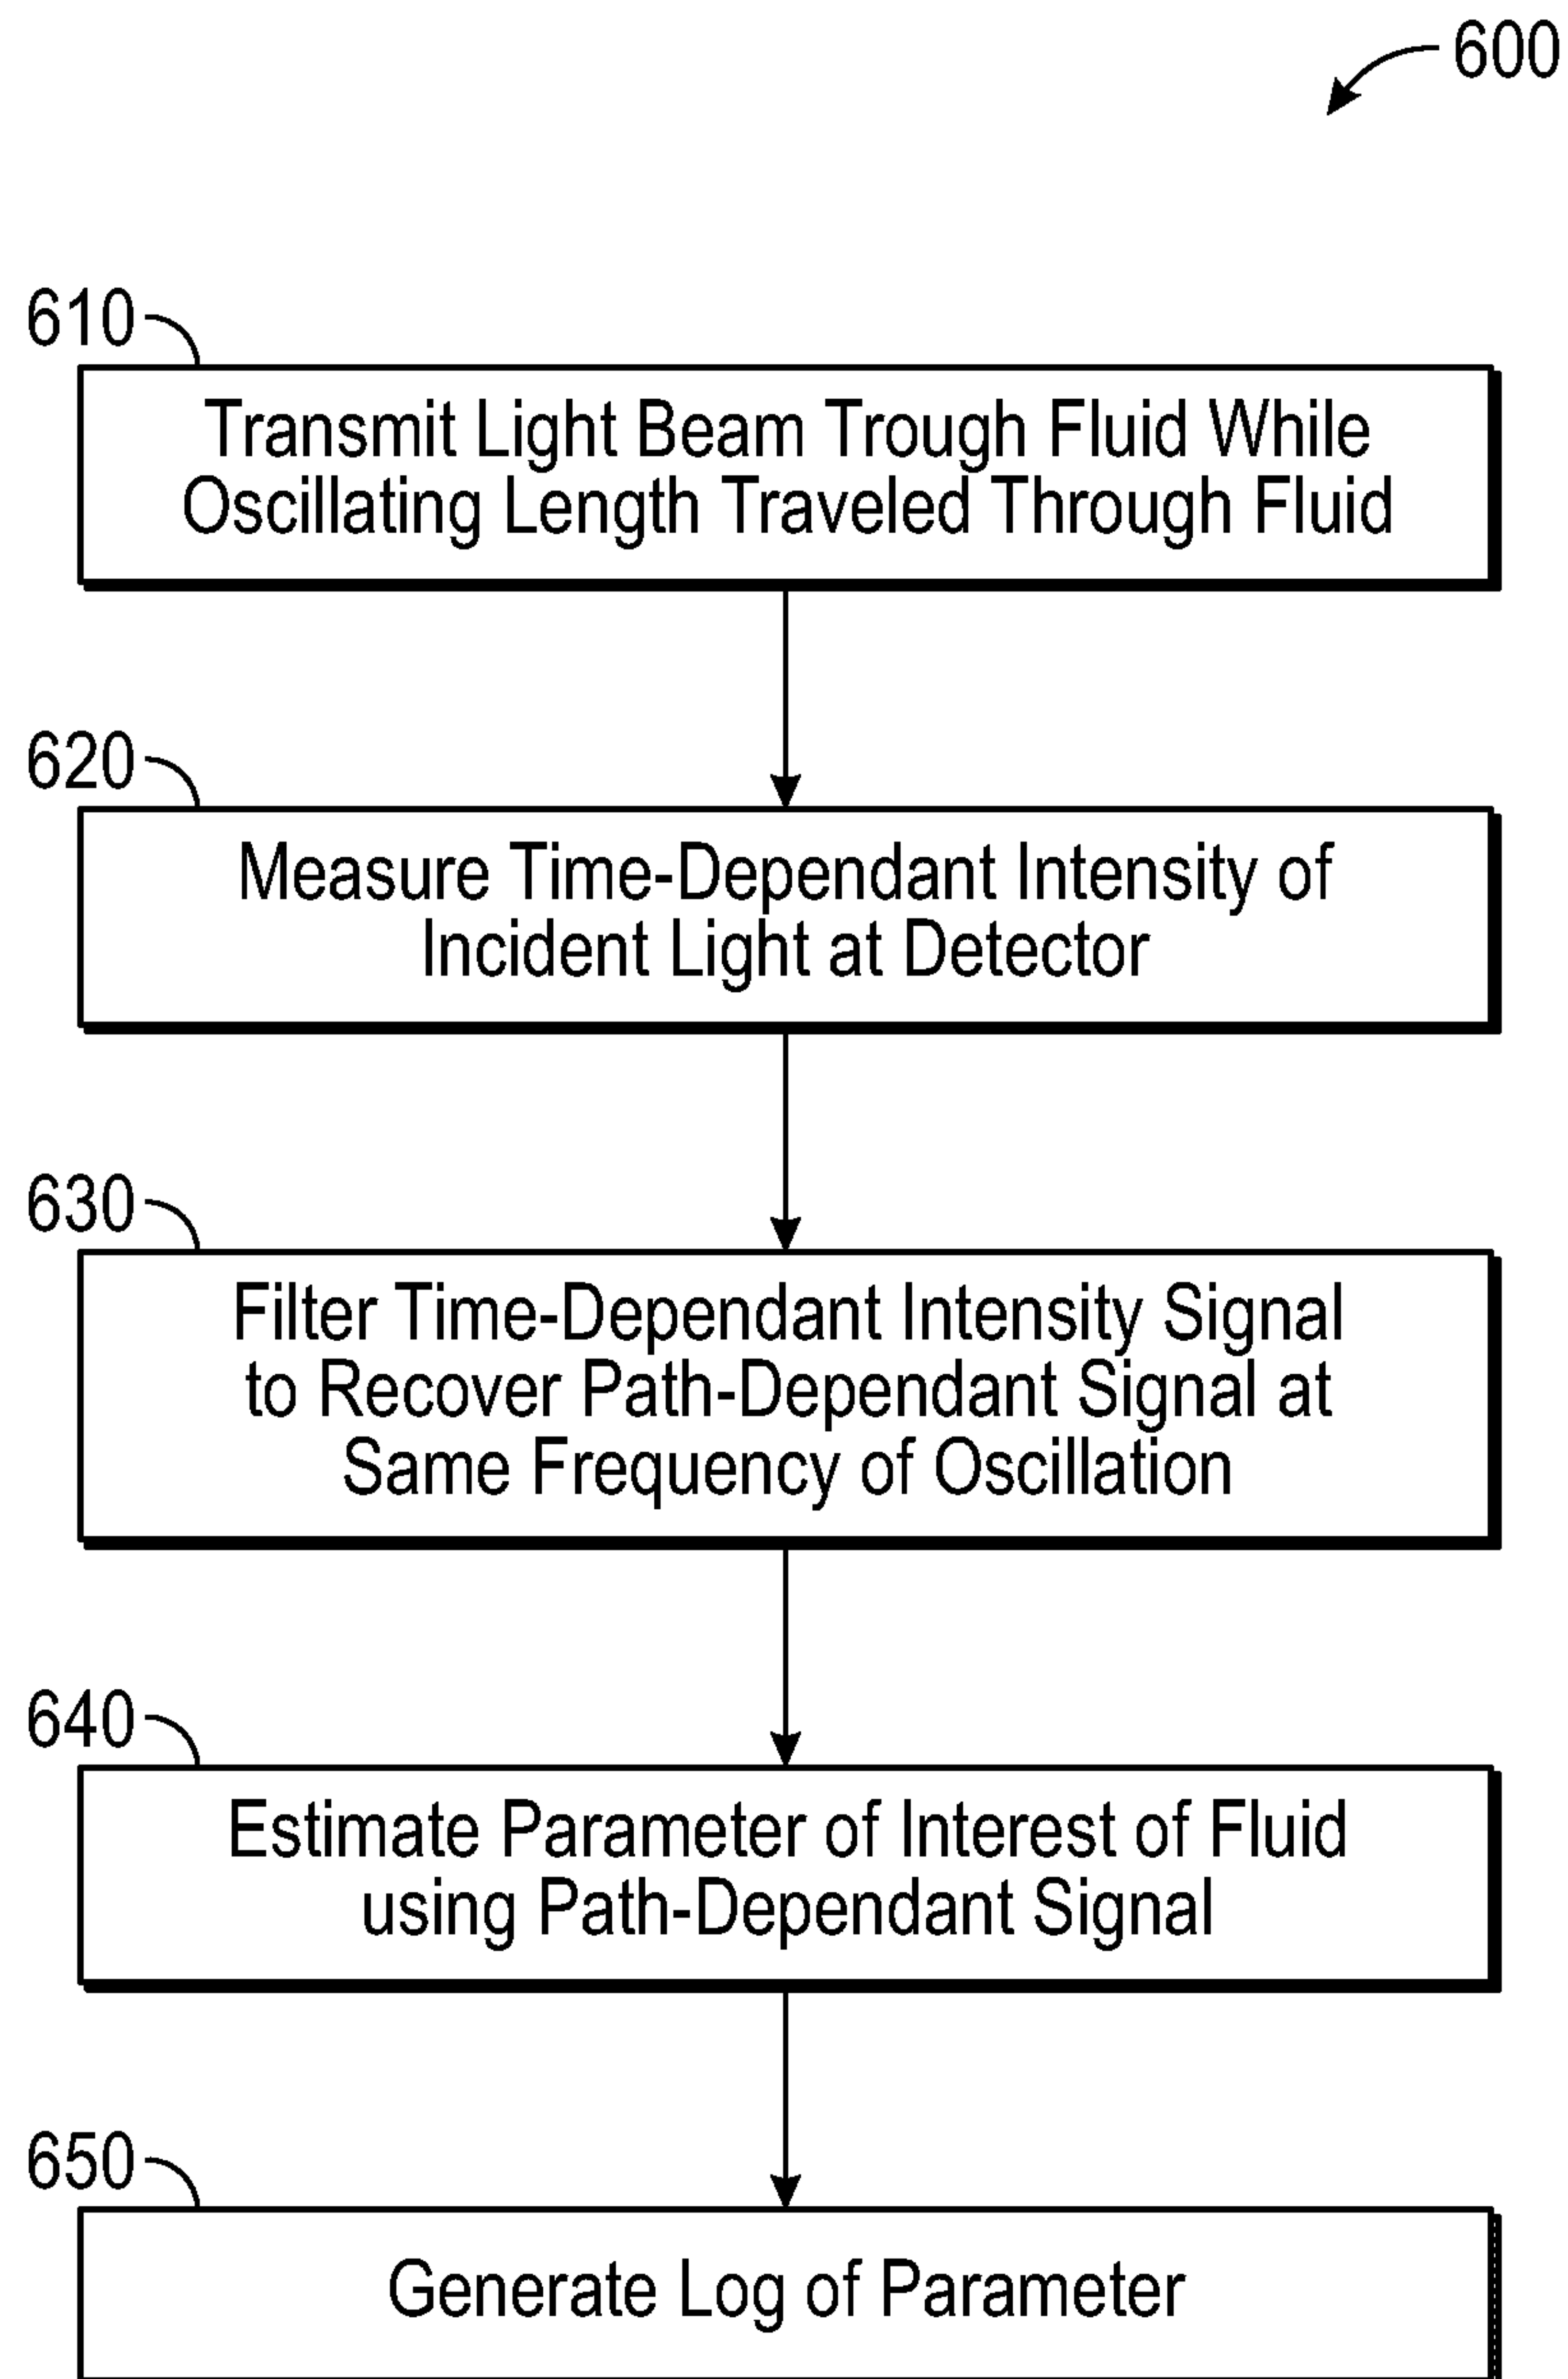 600
610
Transmit Light Beam Trough Fluid While
Oscillating Length Traveled Through Fluid
620
Measure Time-Dependant Intensity of
Incident Light at Detector
630
Filter Time-Dependant Intensity Signal
to Recover Path-Dependant Signal at
Same Frequency of Oscillation
640
Estimate Parameter of Interest of Fluid
using Path-Dependant Signal
650
Generate Log of Parameter